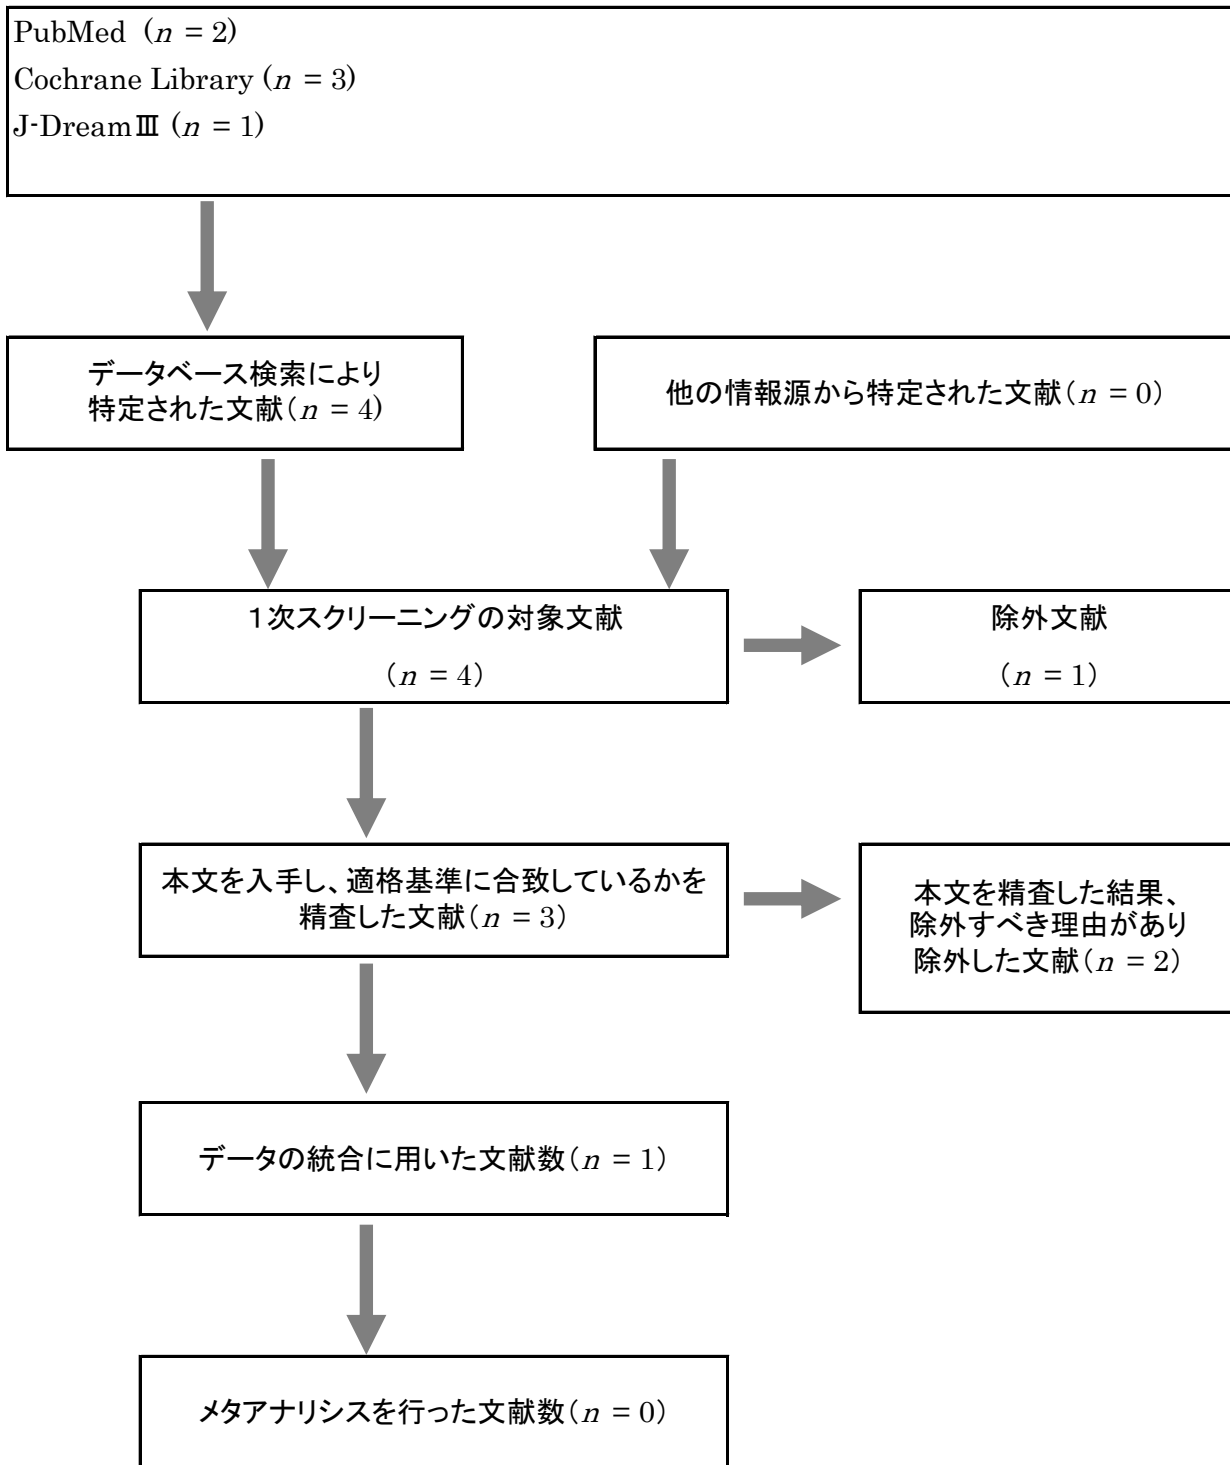 PubMed (n = 2)
Cochrane Library (n = 3)
J-DreamⅢ (n = 1)
データベース検索により
特定された文献(n = 4)
他の情報源から特定された文献(n = 0)
１次スクリーニングの対象文献
(n = 4)
除外文献
(n = 1)
本文を入手し、適格基準に合致しているかを
精査した文献(n = 3)
本文を精査した結果、
除外すべき理由があり
除外した文献(n = 2)
データの統合に用いた文献数(n = 1)
メタアナリシスを行った文献数(n = 0)